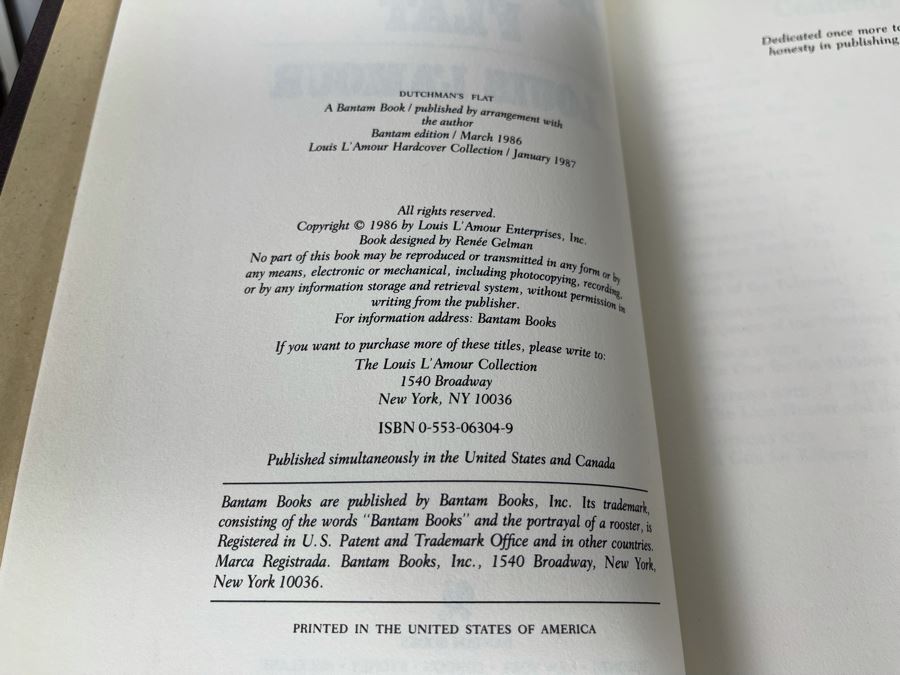 DUTCHMAN'S FLAT
A Bantam Book / published by arrangement with
the author
Bantam edition / March 1986
Louis L'Amour Hardcover Collection / January 1987
All rights reserved.
Copyright © 1986 by Louis L'Amour Enterprises, Inc.
Book designed by Renée Gelman
No part of this book may be reproduced or transmitted in any form or by
any means, electronic or mechanical, including photocopying, recording,
or by any information storage and retrieval system, without permission in
writing from the publisher.
For information address: Bantam Books
If you want to purchase more of these titles, please write to:
The Louis L'Amour Collection
1540 Broadway
New York, NY 10036
ISBN 0-553-06304-9
Published simultaneously in the United States and Canada
Bantam Books are published by Bantam Books, Inc. Its trademark,
consisting of the words "Bantam Books" and the portrayal of a rooster, is
Registered in U.S. Patent and Trademark Office and in other countries.
Marca Registrada. Bantam Books, Inc., 1540 Broadway, New York,
New York 10036.
PRINTED IN THE UNITED STATES OF AMERICA
Dedicated once more to
honesty in publishing